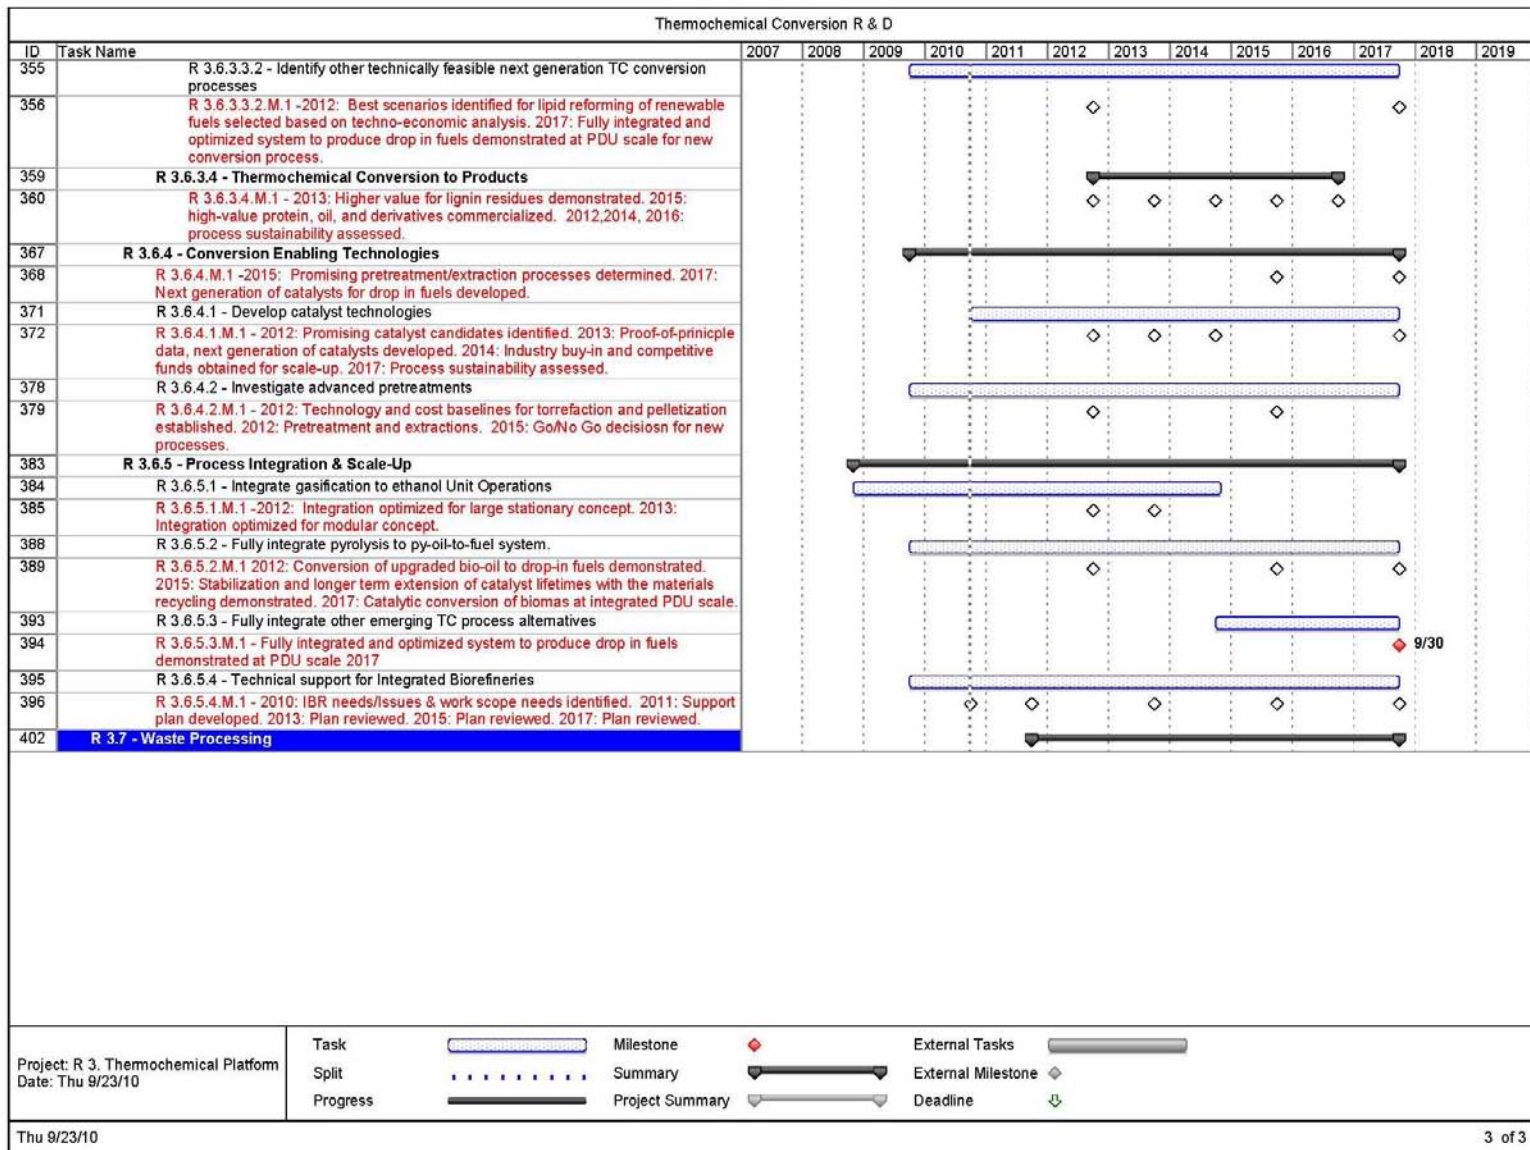 Thermochemical Conversion R & D
ID Task Name 2007 2008 2009 2010 2011 2012 2013 2014 2015 2016 2017 2018 2019
355 R 3.6.3.3.2 - Identify other technically feasible next generation TC conversion
processes
356 R 3.6.3.3.2.M.1 -2012: Best scenarios identified for lipid reforming of renewable
fuels selected based on techno-economic analysis. 2017: Fully integrated and
optimized system to produce drop in fuels demonstrated at PDU scale for new
conversion process.
359 R 3.6.3.4 - Thermochemical Conversion to Products
360 R 3.6.3.4.M.1 - 2013: Higher value for lignin residues demonstrated. 2015:
high-value protein, oil, and derivatives commercialized. 2012,2014, 2016:
process sustainability assessed.
367 R 3.6.4 - Conversion Enabling Technologies
368 R 3.6.4.M.1 -2015: Promising pretreatment/extraction processes determined. 2017:
Next generation of catalysts for drop in fuels developed.
371 R 3.6.4.1 - Develop catalyst technologies
372 R 3.6.4.1.M.1 - 2012: Promising catalyst candidates identified. 2013: Proof-of-prinicple
data, next generation of catalysts developed. 2014: Industry buy-in and competitive
funds obtained for scale-up. 2017: Process sustainability assessed.
378 R 3.6.4.2 - Investigate advanced pretreatments
379 R 3.6.4.2.M.1 - 2012: Technology and cost baselines for torrefaction and pelletization
established. 2012: Pretreatment and extractions. 2015: Go/No Go decisiosn for new
processes.
383 R 3.6.5 - Process Integration & Scale-Up
384 R 3.6.5.1 - Integrate gasification to ethanol Unit Operations
385 R 3.6.5.1.M.1 -2012: Integration optimized for large stationary concept. 2013:
Integration optimized for modular concept.
388 R 3.6.5.2 - Fully integrate pyrolysis to py-oil-to-fuel system.
389 R 3.6.5.2.M.1 2012: Conversion of upgraded bio-oil to drop-in fuels demonstrated.
2015: Stabilization and longer term extension of catalyst lifetimes with the materials
recycling demonstrated. 2017: Catalytic conversion of biomas at integrated PDU scale.
393 R 3.6.5.3 - Fully integrate other emerging TC process alternatives
394 R 3.6.5.3.M.1 - Fully integrated and optimized system to produce drop in fuels 9/30
demonstrated at PDU scale 2017
395 R 3.6.5.4 - Technical support for Integrated Biorefineries
396 R 3.6.5.4.M.1 - 2010: IBR needs/Issues & work scope needs identified. 2011: Support
plan developed. 2013: Plan reviewed. 2015: Plan reviewed. 2017: Plan reviewed.
402 R 3.7 - Waste Processing
Project: R 3. Thermochemical Platform
Date: Thu 9/23/10
Task Milestone External Tasks
Split Summary External Milestone
Progress Project Summary Deadline
Thu 9/23/10 3 of 3